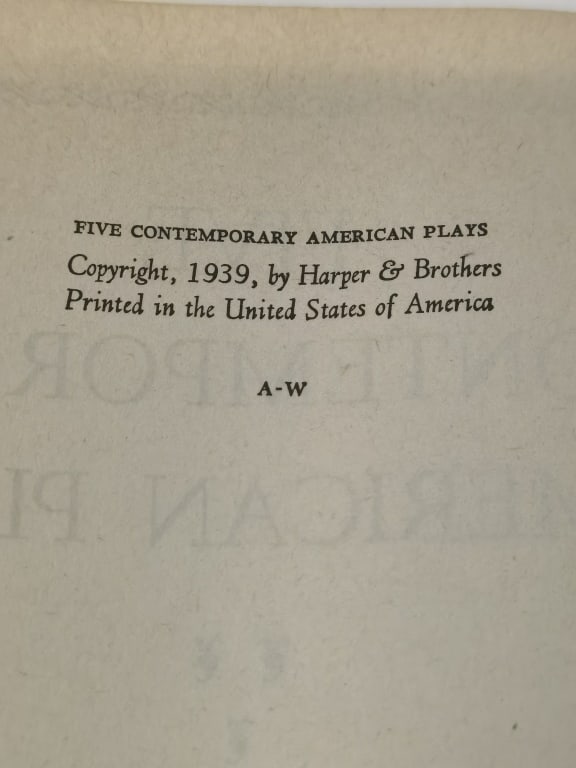 FIVE CONTEMPORARY AMERICAN PLAYS
Copyright, 1939, by Harper & Brothers
Printed in the United States of America
A-W